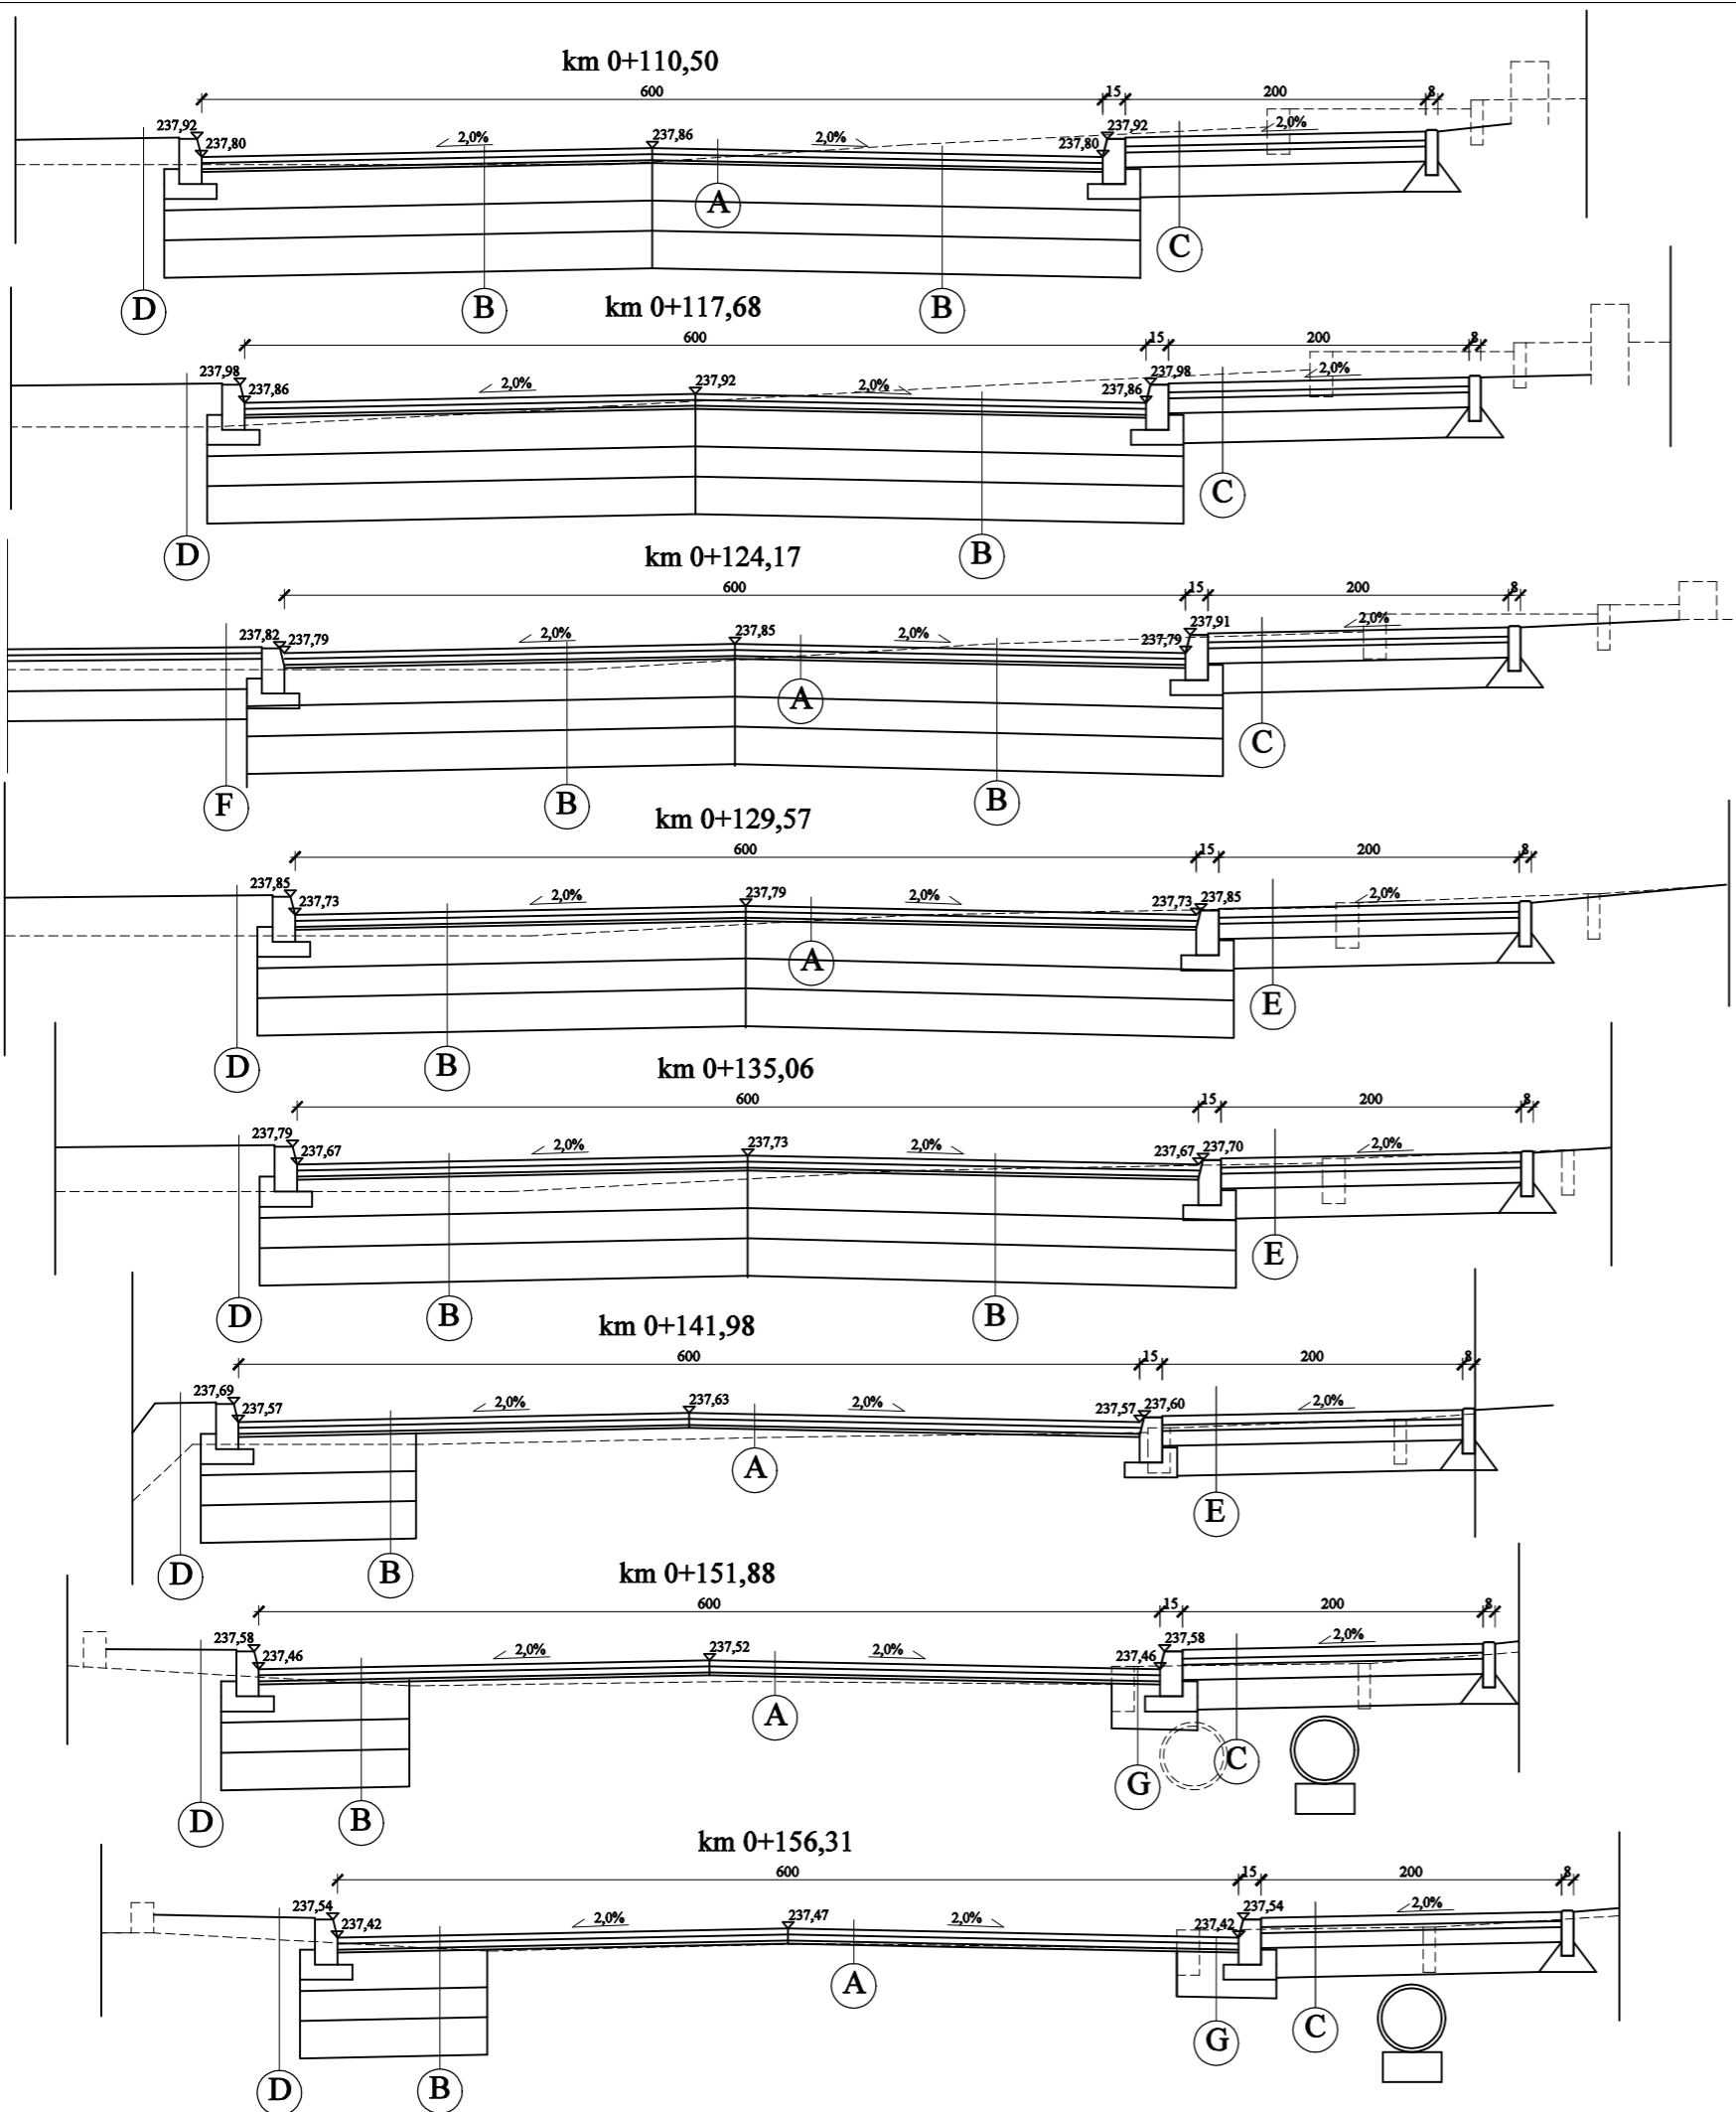 km 0+110,50
600 15 200 8
237,92 237,80 2,0% 237,86 2,0% 237,92 237,80 2,0%
A
C
D B B
km 0+117,68
600 15 200 8
237,98 237,86 2,0% 237,92 2,0% 237,98 237,86 2,0%
C
D B
km 0+124,17
600 15 200 8
237,82 237,79 2,0% 237,85 2,0% 237,91 237,79 2,0%
A
C
F B B
km 0+129,57
600 15 200 8
237,85 237,73 2,0% 237,79 2,0% 237,73 237,85 2,0%
A
E
D B
km 0+135,06
600 15 200 8
237,79 237,67 2,0% 237,73 2,0% 237,67 237,70 2,0%
E
D B B
km 0+141,98
600 15 200 8
237,69 237,57 2,0% 237,63 2,0% 237,57 237,60 2,0%
A
E
D B
km 0+151,88
600 15 200 8
237,58 237,46 2,0% 237,52 2,0% 237,46 237,58 2,0%
A
G C
D B
km 0+156,31
600 15 200 8
237,54 237,42 2,0% 237,47 2,0% 237,42 237,54 2,0%
A
G C
D B